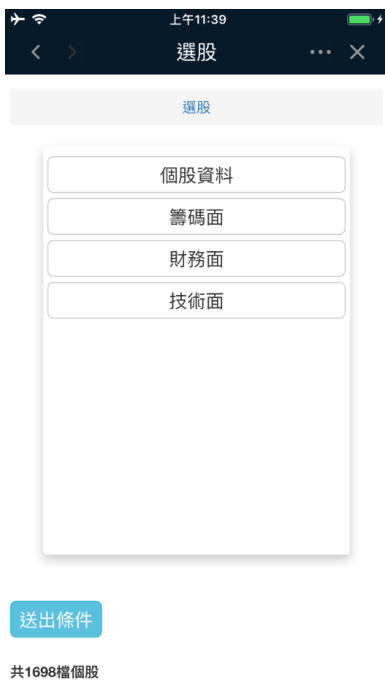 上午11:39
選股
選股
個股資料
籌碼面
財務面
技術面
送出條件
共1698檔個股